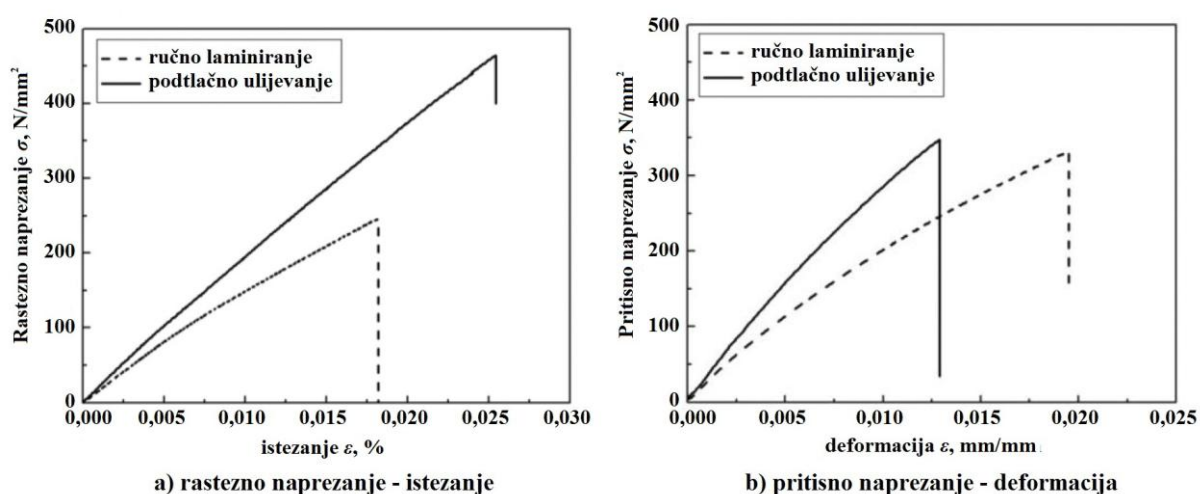 500
400
300
200
100
0
Rastezno naprezanje σ, N/mm²
ručno laminiranje
podtlačno ulijevanje
0,000 0,005 0,010 0,015 0,020 0,025 0,030
istezanje ε, %
a) rastezno naprezanje - istezanje
500
400
300
200
100
0
Pritisno naprezanje σ, N/mm²
ručno laminiranje
podtlačno ulijevanje
0,000 0,005 0,010 0,015 0,020 0,025
deformacija ε, mm/mm
b) pritisno naprezanje - deformacija